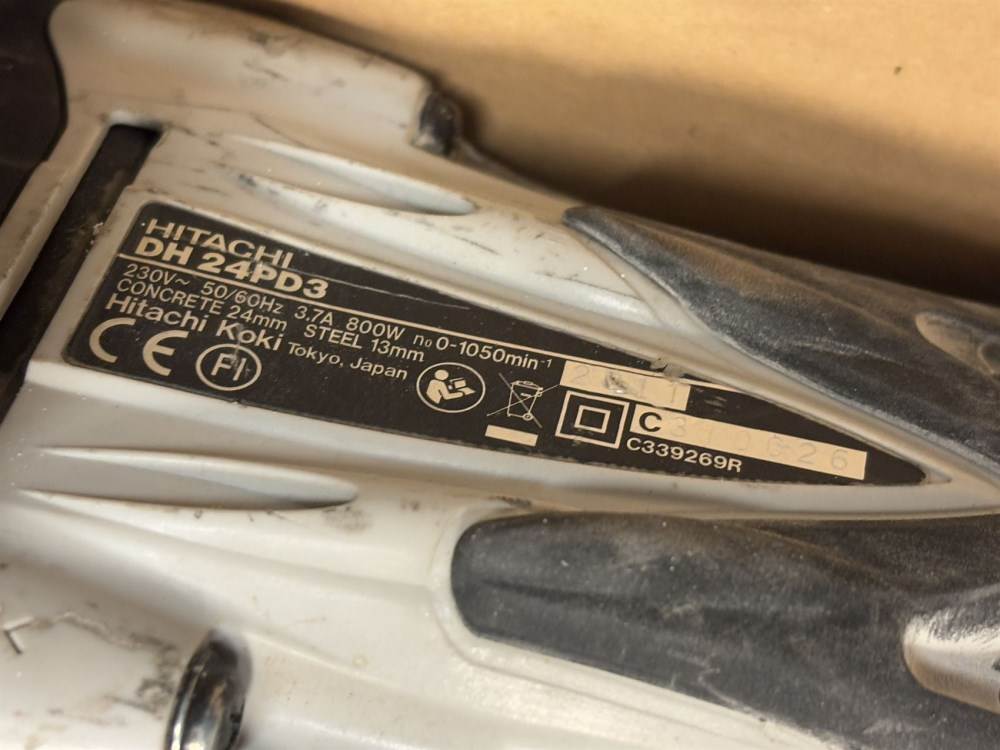 HITACHI
DH 24PD3
230V~ 50/60Hz 3.7A 800W n₀ 0-1050min⁻¹
CONCRETE 24mm STEEL 13mm
Hitachi Koki Tokyo, Japan
CE
C
C339269R